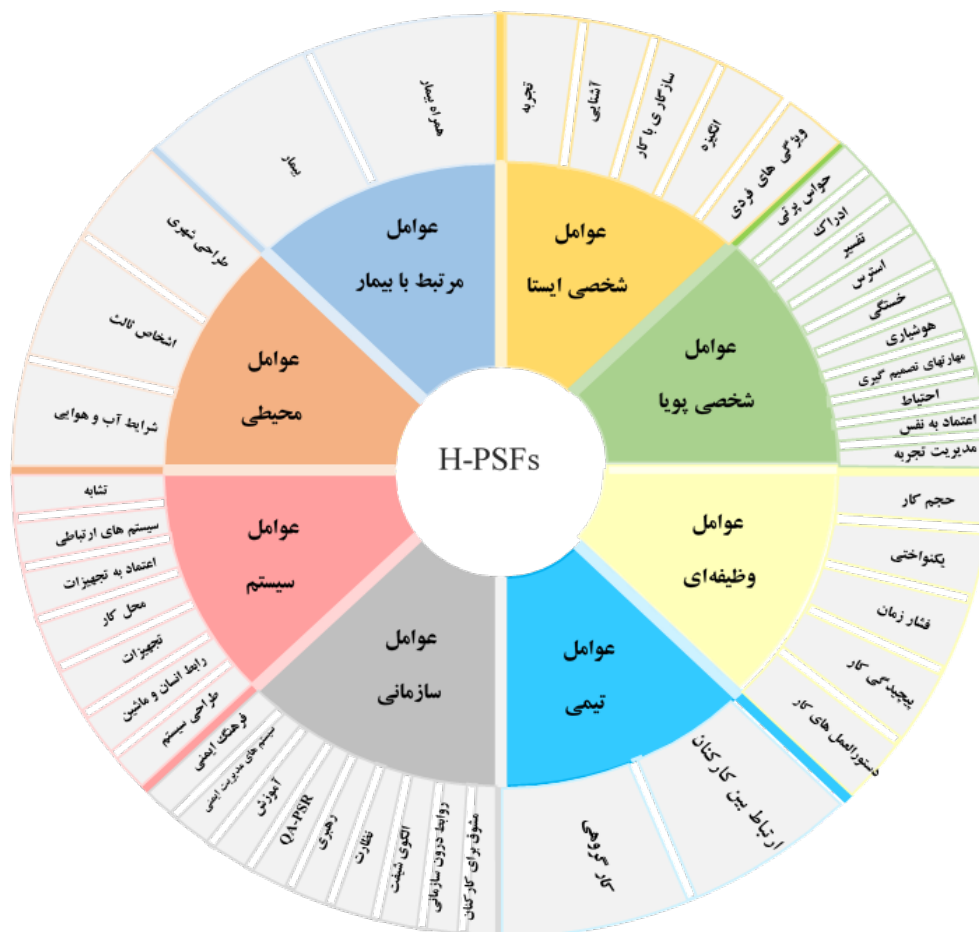 H-PSFs
عوامل
شخصی ایستا
تجربه
آشنایی
سازگاری با کار
انگیزه
ویژگی های فردی
عوامل
شخصی پویا
حواس پرتی
ادراک
تفسیر
استرس
خستگی
هوشیاری
مهارتهای تصمیم گیری
احتیاط
اعتماد به نفس
مدیریت تجربه
عوامل
وظیفه‌ای
حجم کار
یکنواختی
فشار زمان
پیچیدگی کار
دستورالعمل های کار
عوامل
تیمی
ارتباط بین کارکنان
کار گروهی
عوامل
سازمانی
مشوق برای کارکنان
روابط درون سازمانی
الگوی شیفت
نظارت
رهبری
QA-PSR
آموزش
سیستم های مدیریت ایمنی
فرهنگ ایمنی
عوامل
سیستم
طراحی سیستم
رابط انسان و ماشین
تجهیزات
محل کار
اعتماد به تجهیزات
سیستم های ارتباطی
تشابه
عوامل
محیطی
شرایط آب و هوایی
اشخاص ثالث
طراحی شهری
عوامل
مرتبط با بیمار
بیمار
همراه بیمار